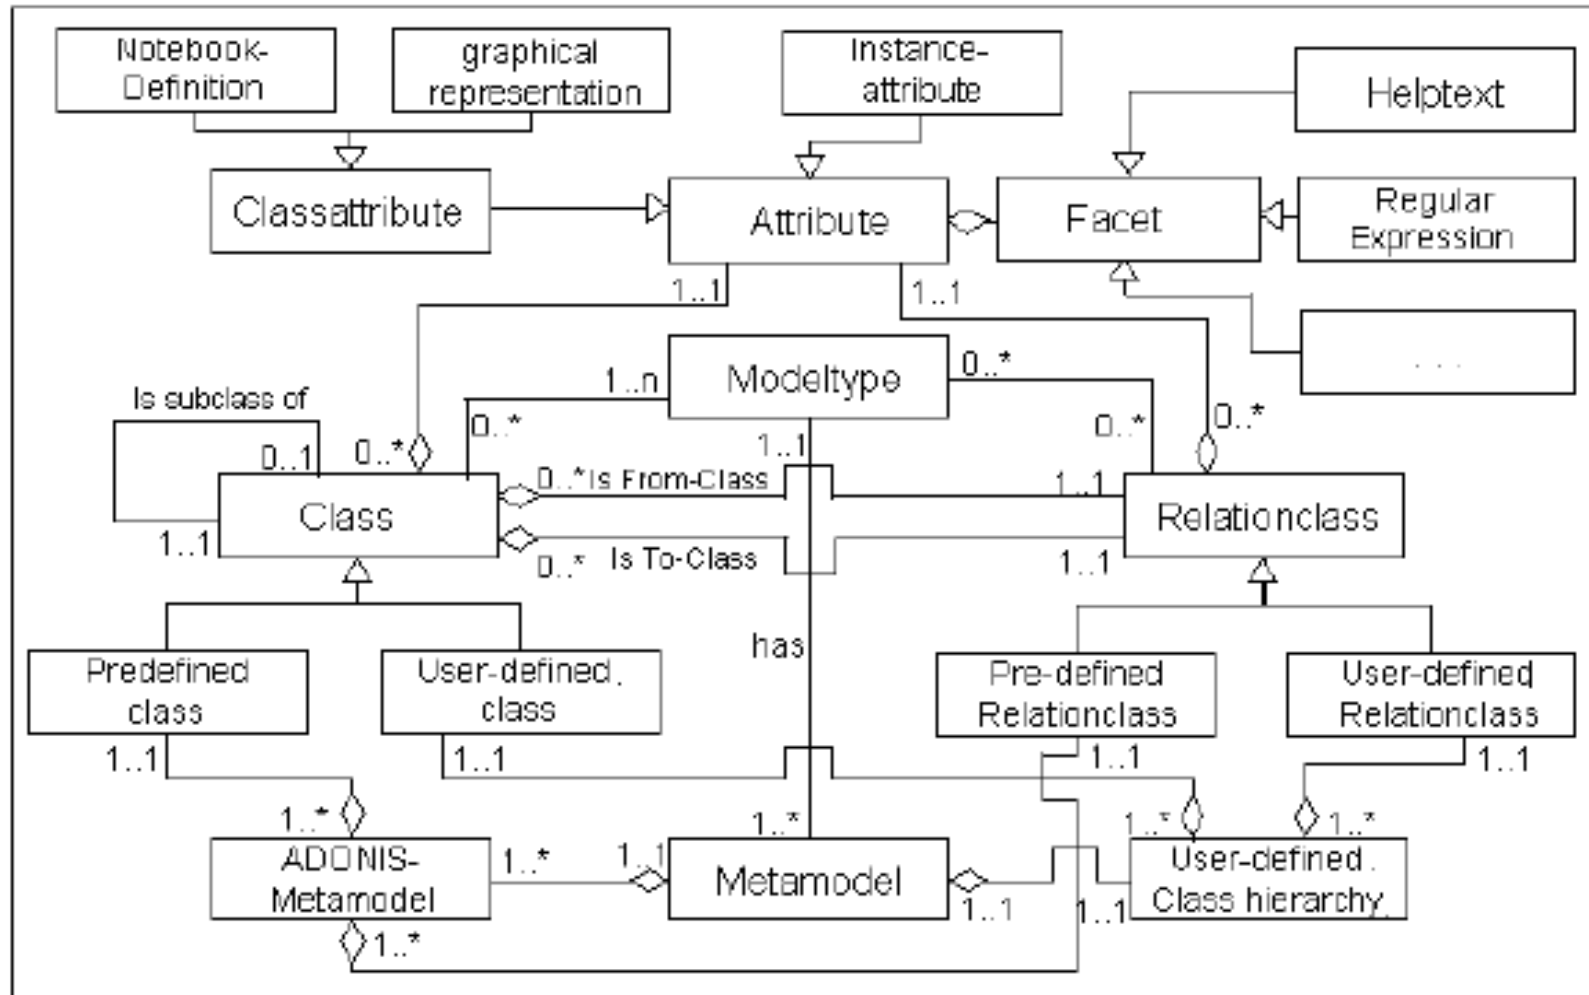 Notebook-
Definition
graphical
representation
Instance-
attribute
Helptext
Classattribute
Attribute
Facet
Regular
Expression
1..1
1..1
. . .
Modeltype
0..*
1..n
Is subclass of
0..*
0..*
0..*
0..1
0..*
1..1
0..*
Is From-Class
1..1
Class
Relationclass
1..1
0..*
Is To-Class
1..1
has
Predefined
class
User-defined
class
Pre-defined
Relationclass
User-defined
Relationclass
1..1
1..1
1..1
1..1
1..*
1..*
1..*
1..*
ADONIS-
Metamodel
1..*
1..1
Metamodel
1..1
1..1
User-defined
Class hierarchy
1..*